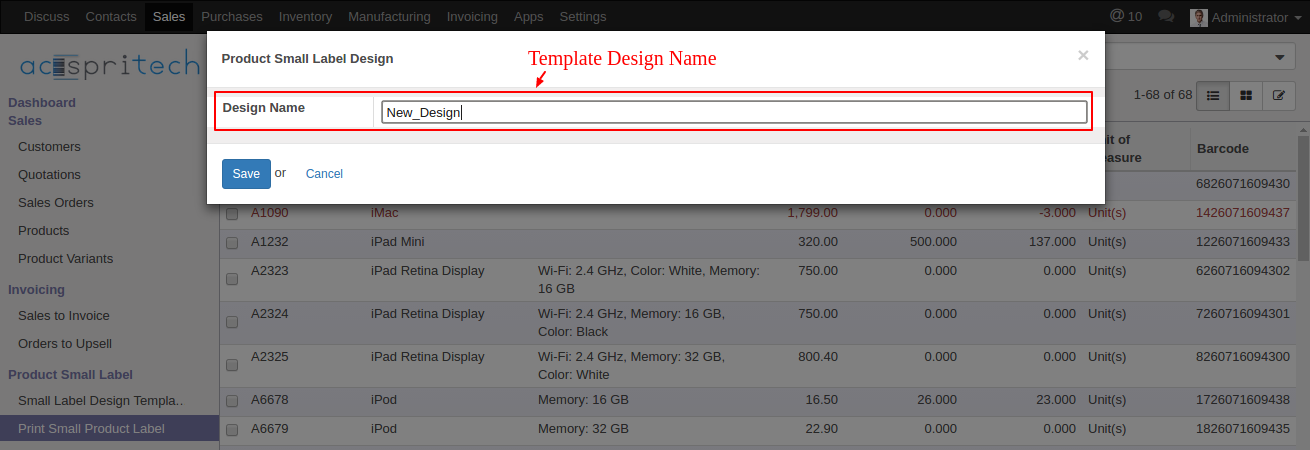 Discuss Contacts Sales Purchases Inventory Manufacturing Invoicing Apps Settings @ 10 Administrator
acespritech
Product Small Label Design
Template Design Name
×
Design Name New_Design
Save or Cancel
1-68 of 68
Dashboard
Sales
Customers
Quotations
Sales Orders
Products
Product Variants
Invoicing
Sales to Invoice
Orders to Upsell
Product Small Label
Small Label Design Templa..
Print Small Product Label
it of
easure Barcode
6826071609430
A1090 iMac 1,799.00 0.000 -3.000 Unit(s) 1426071609437
A1232 iPad Mini 320.00 500.000 137.000 Unit(s) 1226071609433
A2323 iPad Retina Display Wi-Fi: 2.4 GHz, Color: White, Memory: 750.00 0.000 0.000 Unit(s) 6260716094302
16 GB
A2324 iPad Retina Display Wi-Fi: 2.4 GHz, Memory: 16 GB, 750.00 0.000 0.000 Unit(s) 7260716094301
Color: Black
A2325 iPad Retina Display Wi-Fi: 2.4 GHz, Memory: 32 GB, 800.40 0.000 0.000 Unit(s) 8260716094300
Color: White
A6678 iPod Memory: 16 GB 16.50 26.000 23.000 Unit(s) 1726071609438
A6679 iPod Memory: 32 GB 22.90 0.000 0.000 Unit(s) 1826071609435